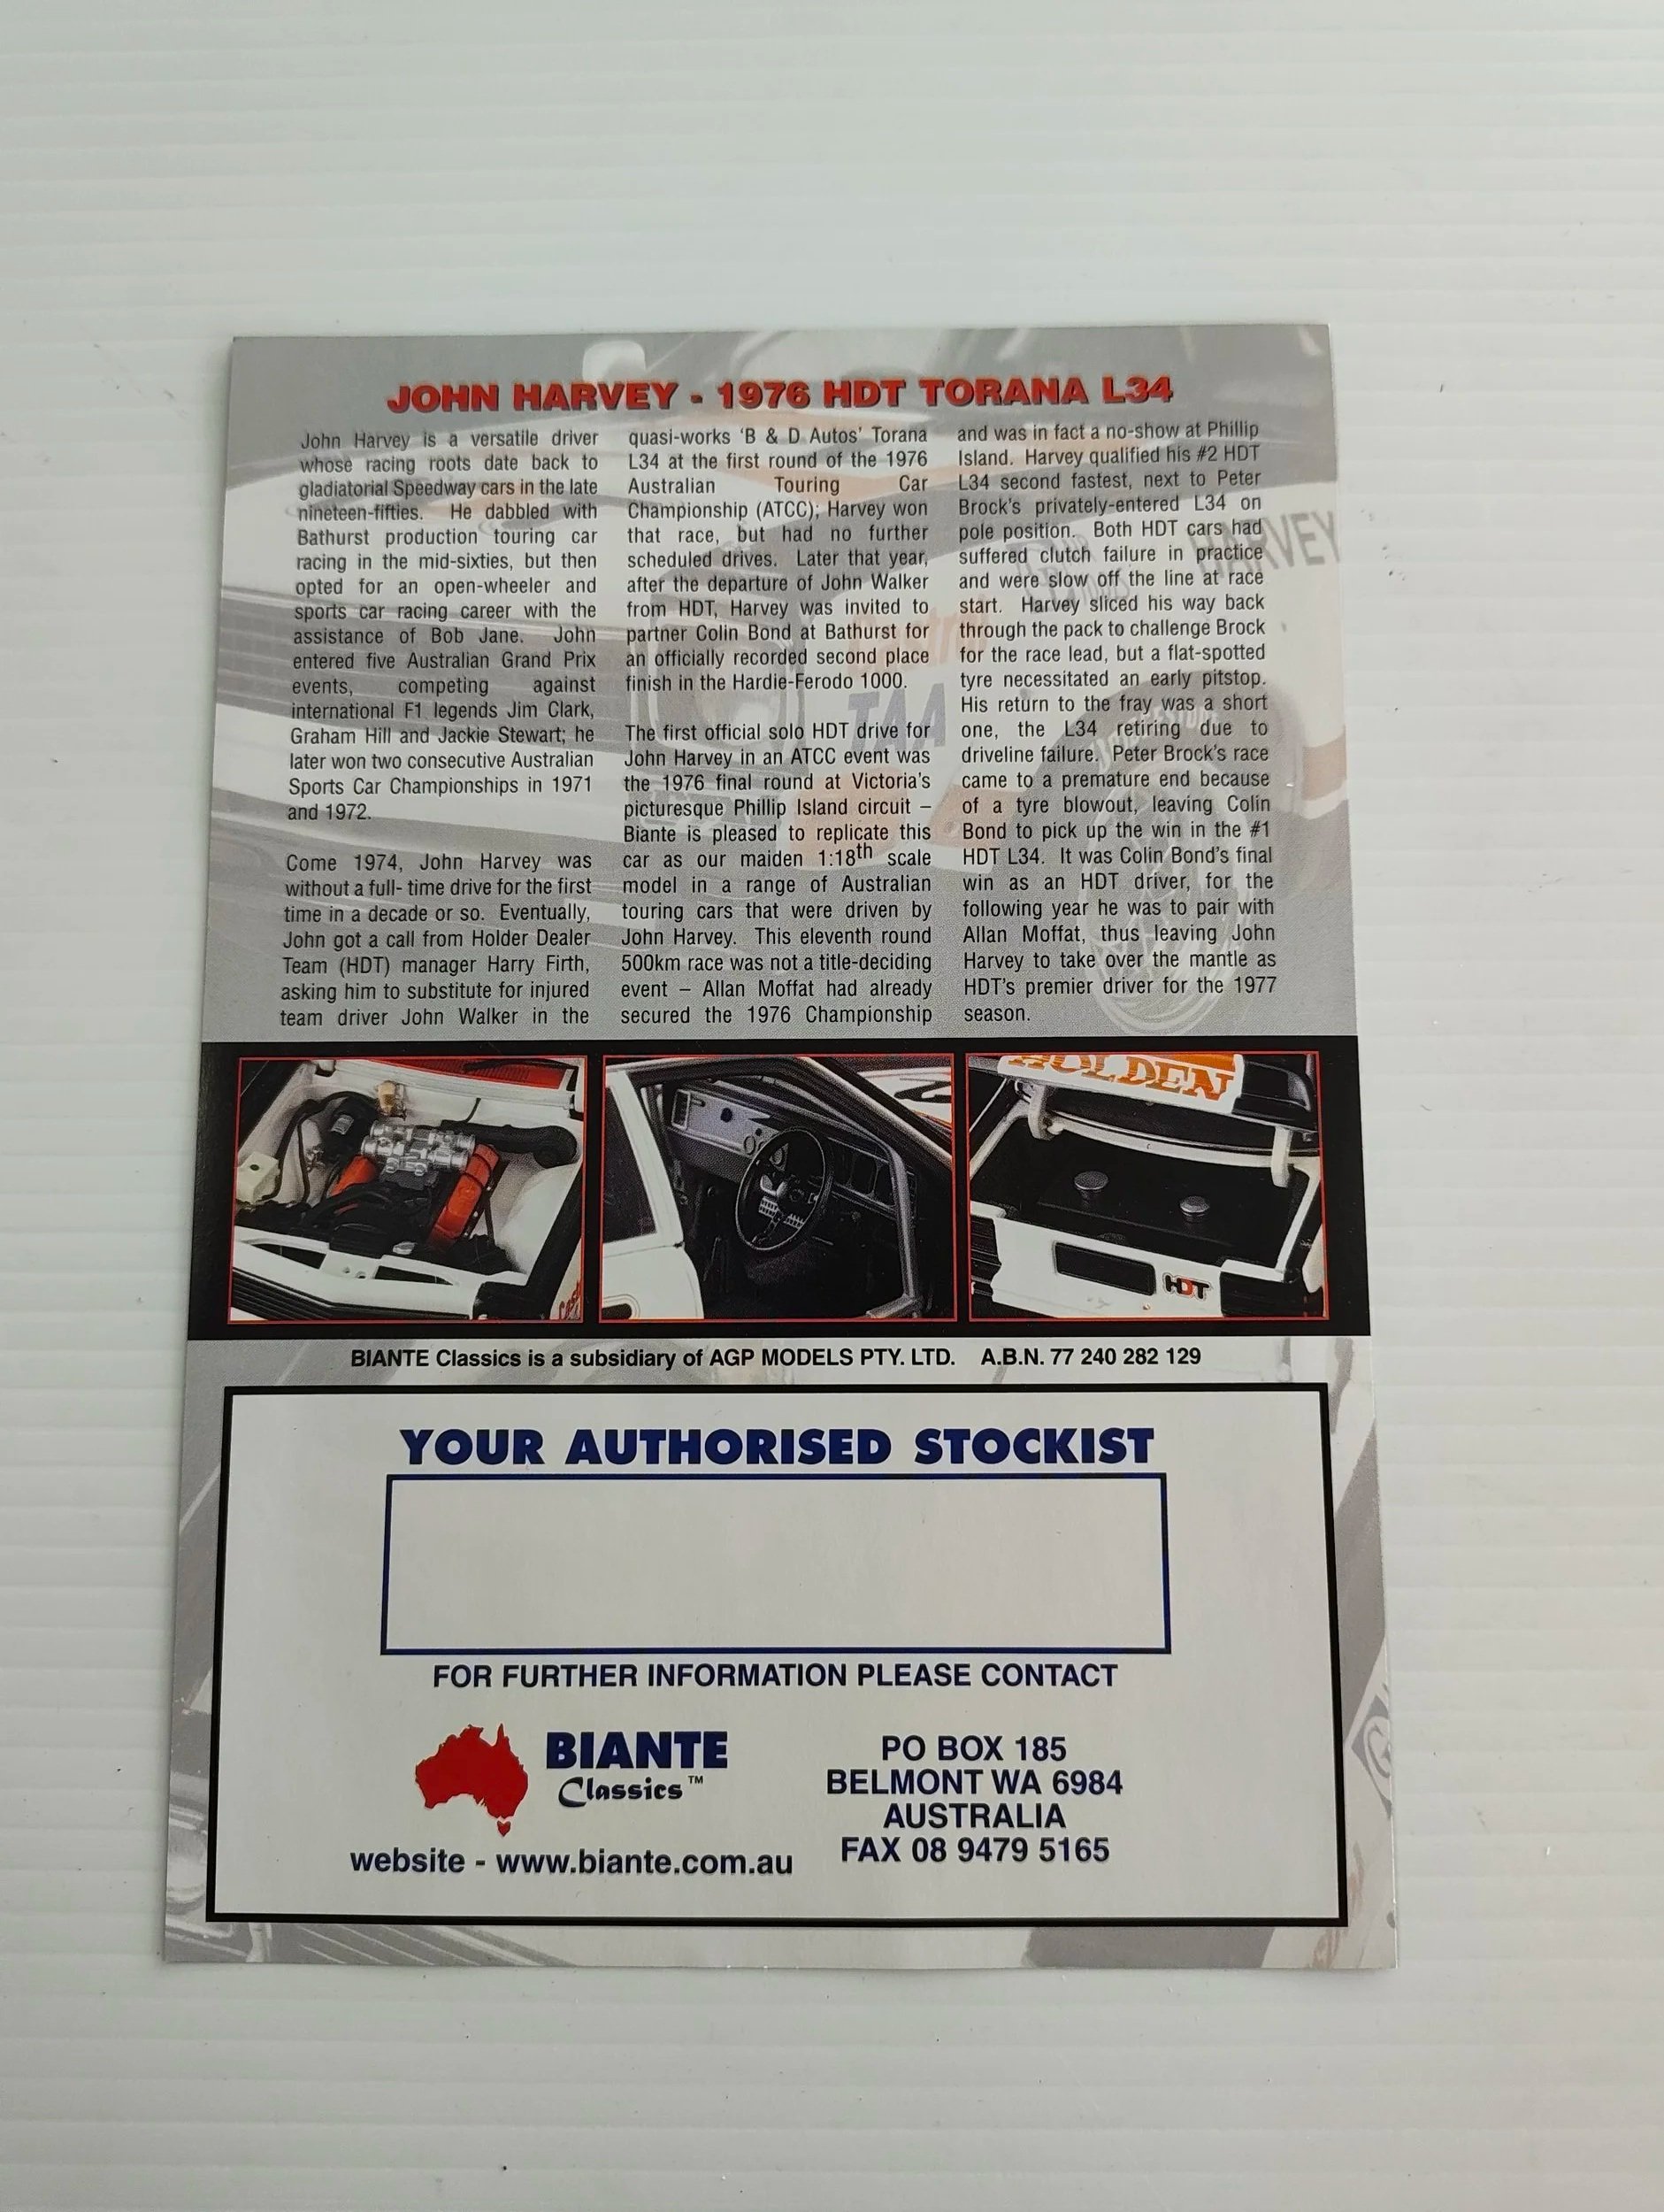 JOHN HARVEY - 1976 HDT TORANA L34
John Harvey is a versatile driver
whose racing roots date back to
gladiatorial Speedway cars in the late
nineteen-fifties. He dabbled with
Bathurst production touring car
racing in the mid-sixties, but then
opted for an open-wheeler and
sports car racing career with the
assistance of Bob Jane. John
entered five Australian Grand Prix
events, competing against
international F1 legends Jim Clark,
Graham Hill and Jackie Stewart; he
later won two consecutive Australian
Sports Car Championships in 1971
and 1972.
Come 1974, John Harvey was
without a full- time drive for the first
time in a decade or so. Eventually,
John got a call from Holder Dealer
Team (HDT) manager Harry Firth,
asking him to substitute for injured
team driver John Walker in the
quasi-works ‘B & D Autos’ Torana
L34 at the first round of the 1976
Australian Touring Car
Championship (ATCC); Harvey won
that race, but had no further
scheduled drives. Later that year,
after the departure of John Walker
from HDT, Harvey was invited to
partner Colin Bond at Bathurst for
an officially recorded second place
finish in the Hardie-Ferodo 1000.
The first official solo HDT drive for
John Harvey in an ATCC event was
the 1976 final round at Victoria's
picturesque Phillip Island circuit –
Biante is pleased to replicate this
car as our maiden 1:18th scale
model in a range of Australian
touring cars that were driven by
John Harvey. This eleventh round
500km race was not a title-deciding
event – Allan Moffat had already
secured the 1976 Championship
and was in fact a no-show at Phillip
Island. Harvey qualified his #2 HDT
L34 second fastest, next to Peter
Brock's privately-entered L34 on
pole position. Both HDT cars had
suffered clutch failure in practice
and were slow off the line at race
start. Harvey sliced his way back
through the pack to challenge Brock
for the race lead, but a flat-spotted
tyre necessitated an early pitstop.
His return to the fray was a short
one, the L34 retiring due to
driveline failure. Peter Brock's race
came to a premature end because
of a tyre blowout, leaving Colin
Bond to pick up the win in the #1
HDT L34. It was Colin Bond's final
win as an HDT driver, for the
following year he was to pair with
Allan Moffat, thus leaving John
Harvey to take over the mantle as
HDT's premier driver for the 1977
season.
HARVEY
TAA
HOLDEN
HDT
BIANTE Classics is a subsidiary of AGP MODELS PTY. LTD. A.B.N. 77 240 282 129
YOUR AUTHORISED STOCKIST
FOR FURTHER INFORMATION PLEASE CONTACT
BIANTE
Classics™
website - www.biante.com.au
PO BOX 185
BELMONT WA 6984
AUSTRALIA
FAX 08 9479 5165